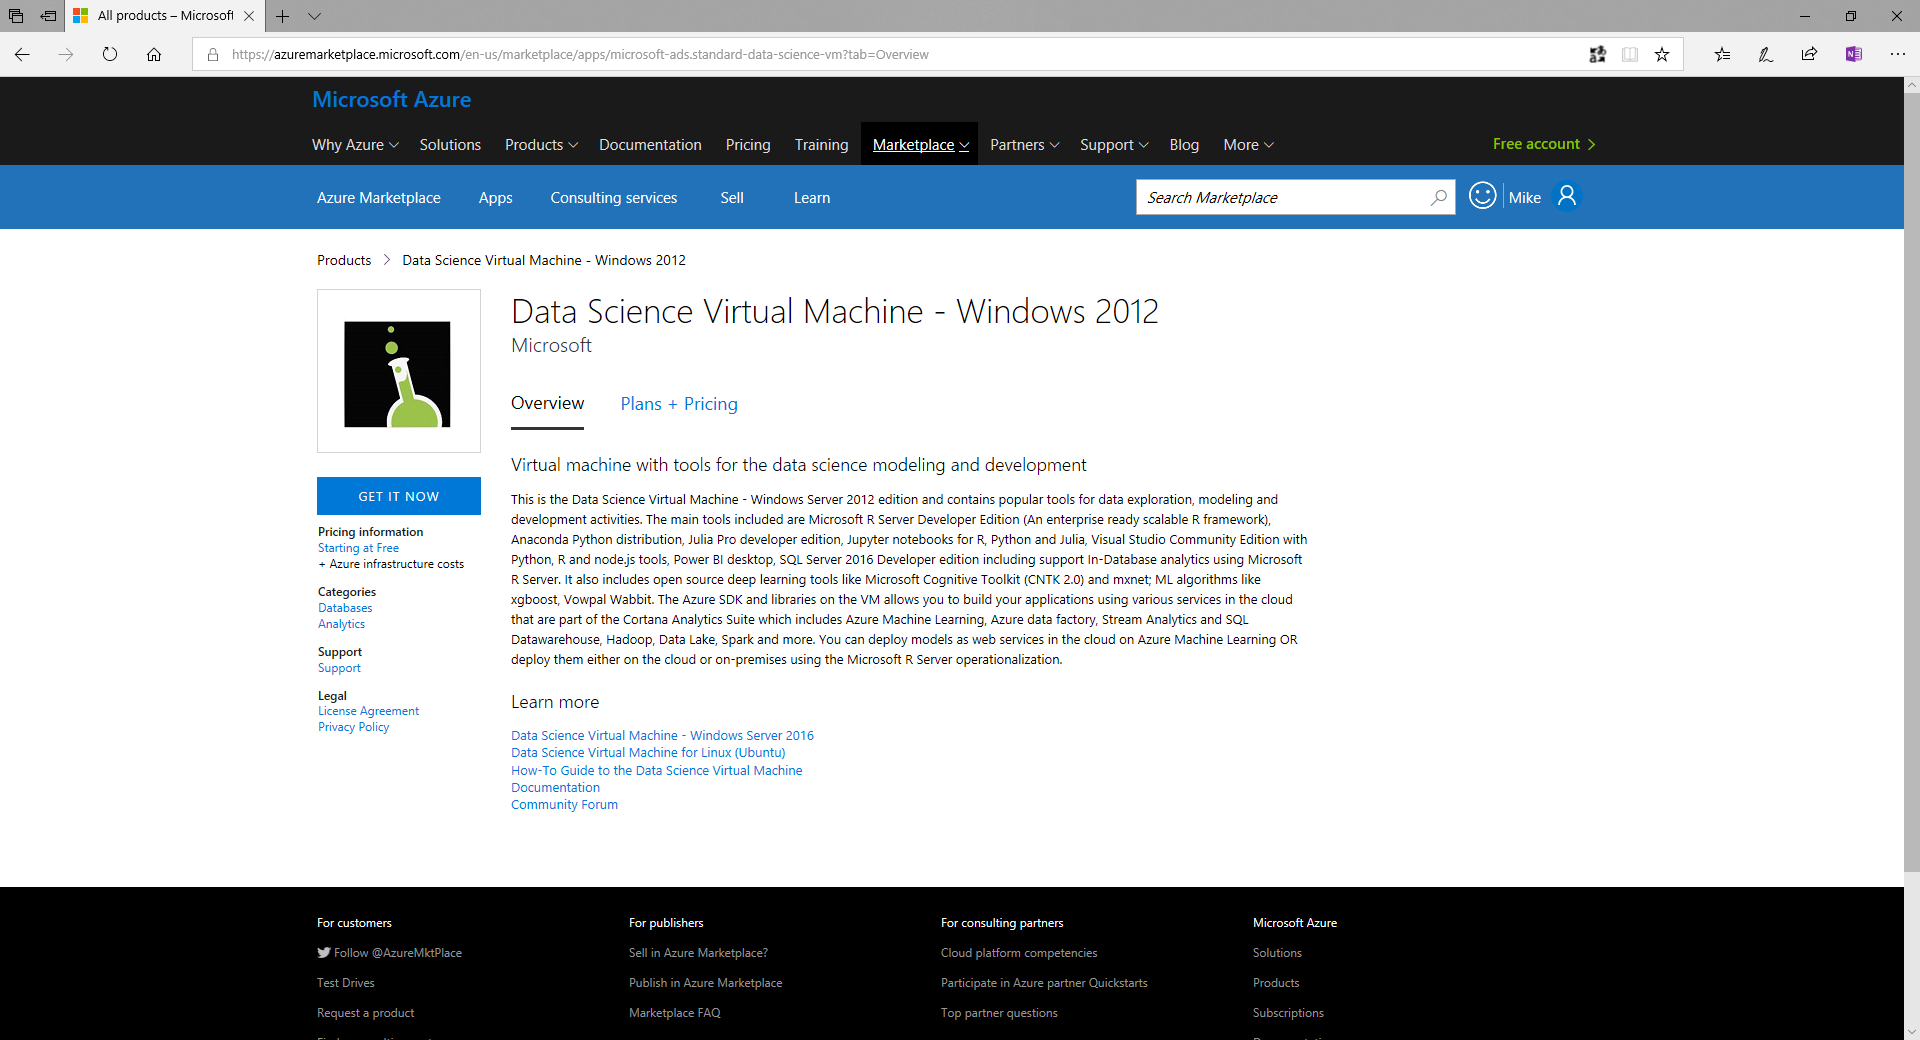 All products – Microsoft
https://azuremarketplace.microsoft.com/en-us/marketplace/apps/microsoft-ads.standard-data-science-vm?tab=Overview
Microsoft Azure
Why Azure Solutions Products Documentation Pricing Training Marketplace Partners Support Blog More Free account
Azure Marketplace Apps Consulting services Sell Learn Search Marketplace Mike
Products Data Science Virtual Machine - Windows 2012
Data Science Virtual Machine - Windows 2012
Microsoft
Overview Plans + Pricing
GET IT NOW
Pricing information
Starting at Free
+ Azure infrastructure costs
Categories
Databases
Analytics
Support
Support
Legal
License Agreement
Privacy Policy
Virtual machine with tools for the data science modeling and development
This is the Data Science Virtual Machine - Windows Server 2012 edition and contains popular tools for data exploration, modeling and
development activities. The main tools included are Microsoft R Server Developer Edition (An enterprise ready scalable R framework),
Anaconda Python distribution, Julia Pro developer edition, Jupyter notebooks for R, Python and Julia, Visual Studio Community Edition with
Python, R and node.js tools, Power BI desktop, SQL Server 2016 Developer edition including support In-Database analytics using Microsoft
R Server. It also includes open source deep learning tools like Microsoft Cognitive Toolkit (CNTK 2.0) and mxnet; ML algorithms like
xgboost, Vowpal Wabbit. The Azure SDK and libraries on the VM allows you to build your applications using various services in the cloud
that are part of the Cortana Analytics Suite which includes Azure Machine Learning, Azure data factory, Stream Analytics and SQL
Datawarehouse, Hadoop, Data Lake, Spark and more. You can deploy models as web services in the cloud on Azure Machine Learning OR
deploy them either on the cloud or on-premises using the Microsoft R Server operationalization.
Learn more
Data Science Virtual Machine - Windows Server 2016
Data Science Virtual Machine for Linux (Ubuntu)
How-To Guide to the Data Science Virtual Machine
Documentation
Community Forum
For customers
Follow @AzureMktPlace
Test Drives
Request a product
For publishers
Sell in Azure Marketplace?
Publish in Azure Marketplace
Marketplace FAQ
For consulting partners
Cloud platform competencies
Participate in Azure partner Quickstarts
Top partner questions
Microsoft Azure
Solutions
Products
Subscriptions